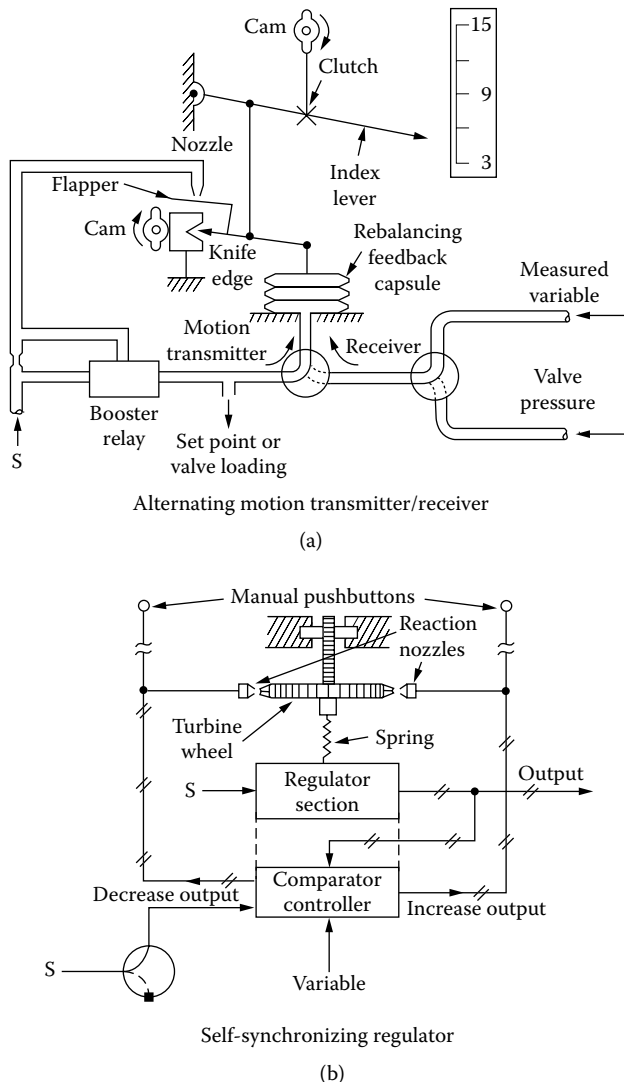 Cam
15
Clutch
9
Nozzle
Index
lever
3
Flapper
Cam
Knife
edge
Rebalancing
feedback
capsule
Measured
variable
Motion
transmitter
Receiver
Valve
pressure
Booster
relay
S
Set point or
valve loading
Alternating motion transmitter/receiver
(a)
Manual pushbuttons
Reaction
nozzles
Turbine
wheel
Spring
S
Regulator
section
Output
Decrease output
Comparator
controller
Increase output
S
Variable
Self-synchronizing regulator
(b)